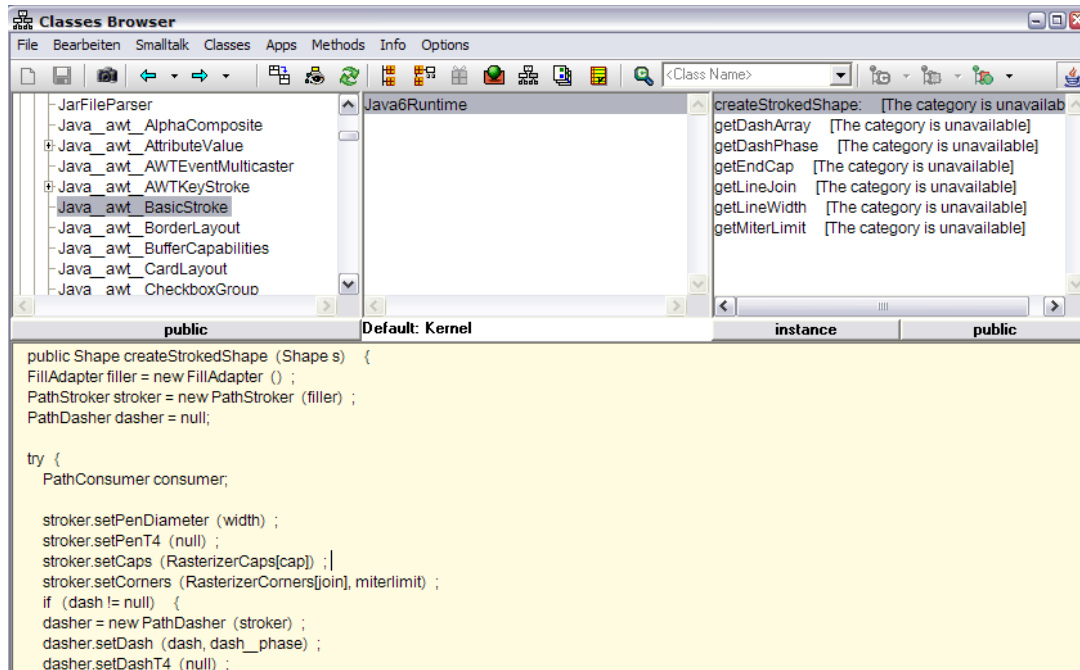 Classes Browser
File Bearbeiten Smalltalk Classes Apps Methods Info Options
<Class Name>
JarFileParser
Java__awt__AlphaComposite
Java__awt__AttributeValue
Java__awt__AWTEventMulticaster
Java__awt__AWTKeyStroke
Java__awt__BasicStroke
Java__awt__BorderLayout
Java__awt__BufferCapabilities
Java__awt__CardLayout
Java__awt__CheckboxGroup
public
Java6Runtime
Default: Kernel
createStrokedShape: [The category is unavailab
getDashArray [The category is unavailable]
getDashPhase [The category is unavailable]
getEndCap [The category is unavailable]
getLineJoin [The category is unavailable]
getLineWidth [The category is unavailable]
getMiterLimit [The category is unavailable]
instance public
public Shape createStrokedShape (Shape s) {
FillAdapter filler = new FillAdapter () ;
PathStroker stroker = new PathStroker (filler) ;
PathDasher dasher = null;
try {
PathConsumer consumer;
stroker.setPenDiameter (width) ;
stroker.setPenT4 (null) ;
stroker.setCaps (RasterizerCaps[cap]) ;
stroker.setCorners (RasterizerCorners[join], miterlimit) ;
if (dash != null) {
dasher = new PathDasher (stroker) ;
dasher.setDash (dash, dash__phase) ;
dasher.setDashT4 (null) ;